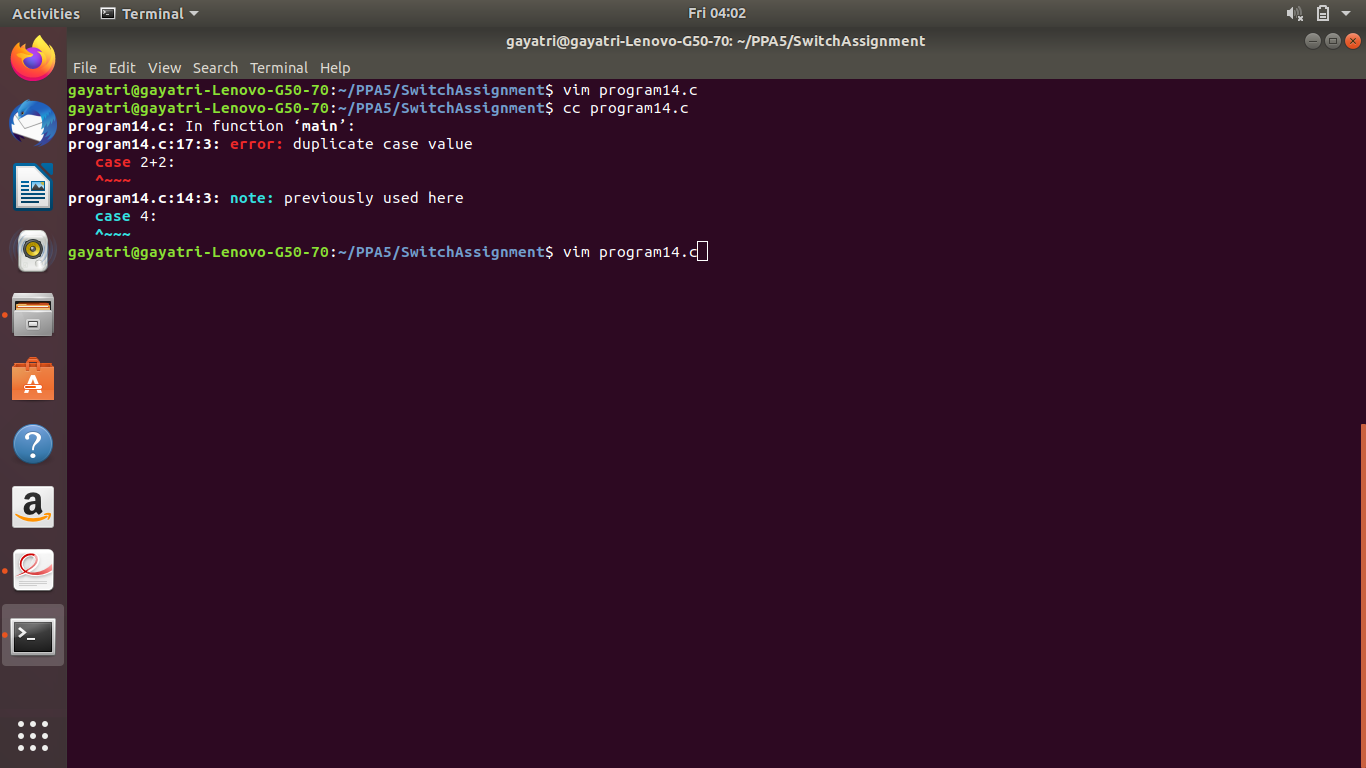 Activities Terminal Fri 04:02
gayatri@gayatri-Lenovo-G50-70: ~/PPA5/SwitchAssignment
File Edit View Search Terminal Help
gayatri@gayatri-Lenovo-G50-70:~/PPA5/SwitchAssignment$ vim program14.c
gayatri@gayatri-Lenovo-G50-70:~/PPA5/SwitchAssignment$ cc program14.c
program14.c: In function ‘main’:
program14.c:17:3: error: duplicate case value
   case 2+2:
   ^~~~
program14.c:14:3: note: previously used here
   case 4:
   ^~~~
gayatri@gayatri-Lenovo-G50-70:~/PPA5/SwitchAssignment$ vim program14.c